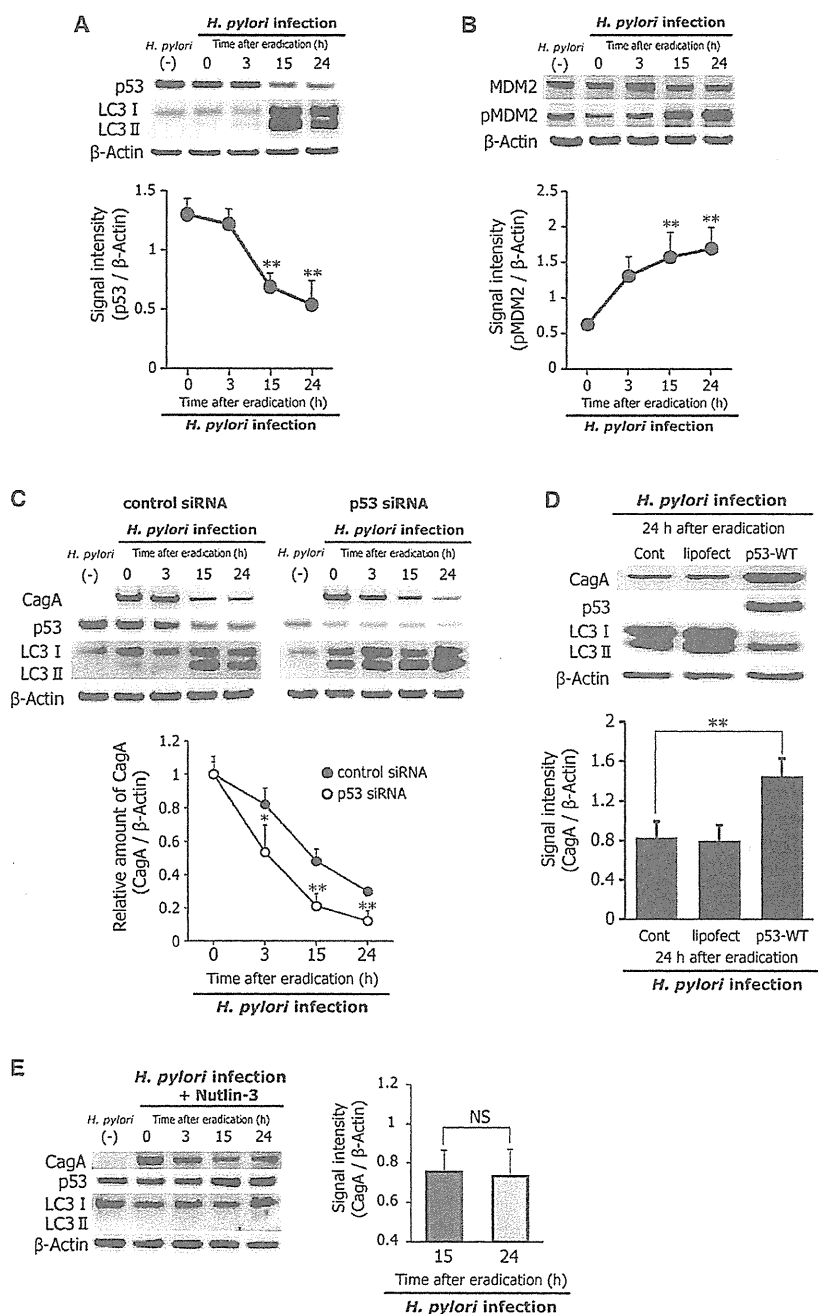 A
H. pylori infection
H. pylori Time after eradication (h)
(-) 0 3 15 24
p53
LC3 I
LC3 II
β-Actin
Signal intensity
(p53 / β-Actin)
1.5
1
0.5
0
** **
0 3 15 24
Time after eradication (h)
H. pylori infection
B
H. pylori infection
H. pylori Time after eradication (h)
(-) 0 3 15 24
MDM2
pMDM2
β-Actin
Signal intensity
(pMDM2 / β-Actin)
2.5
2
1.5
1
0.5
0
** **
0 3 15 24
Time after eradication (h)
H. pylori infection
C
control siRNA p53 siRNA
H. pylori infection H. pylori infection
H. pylori Time after eradication (h) H. pylori Time after eradication (h)
(-) 0 3 15 24 (-) 0 3 15 24
CagA
p53
LC3 I
LC3 II
β-Actin
Relative amount of CagA
(CagA / β-Actin)
1.2
1
0.8
0.6
0.4
0.2
0
control siRNA
p53 siRNA
*
** **
0 3 15 24
Time after eradication (h)
H. pylori infection
D
H. pylori infection
24 h after eradication
Cont lipofect p53-WT
CagA
p53
LC3 I
LC3 II
β-Actin
Signal intensity
(CagA / β-Actin)
2
1.6
1.2
0.8
0.4
0
**
Cont lipofect p53-WT
24 h after eradication
H. pylori infection
E
H. pylori infection
+ Nutlin-3
H. pylori Time after eradication (h)
(-) 0 3 15 24
CagA
p53
LC3 I
LC3 II
β-Actin
Signal intensity
(CagA / β-Actin)
1.2
1
0.8
0.6
0.4
NS
15 24
Time after eradication (h)
H. pylori infection